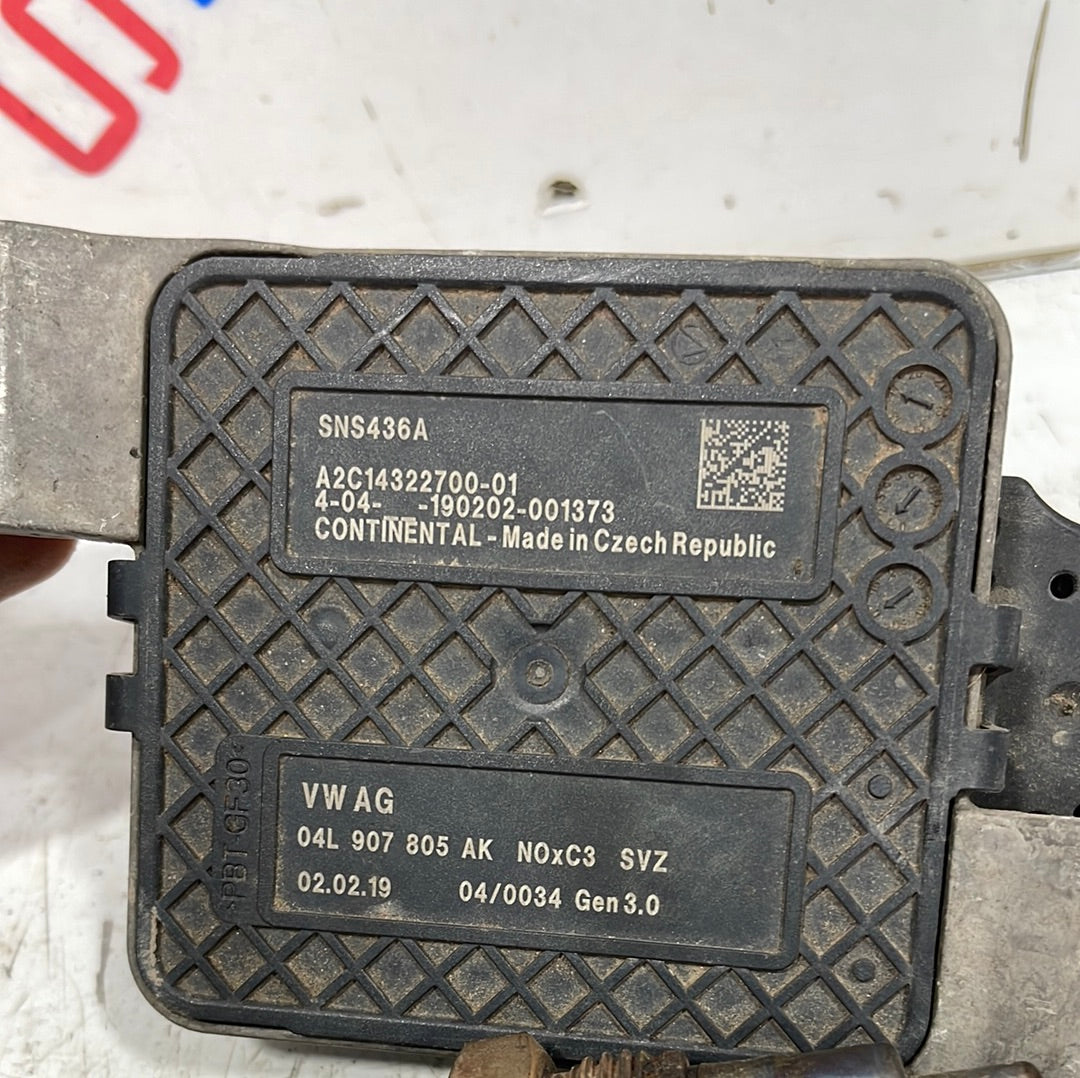 SNS436A
A2C14322700-01
4-04-__-190202-001373
CONTINENTAL - Made in Czech Republic
>PBT GF30<
VW AG
04L 907 805 AK NOxC3 SVZ
02.02.19 04/0034 Gen 3.0